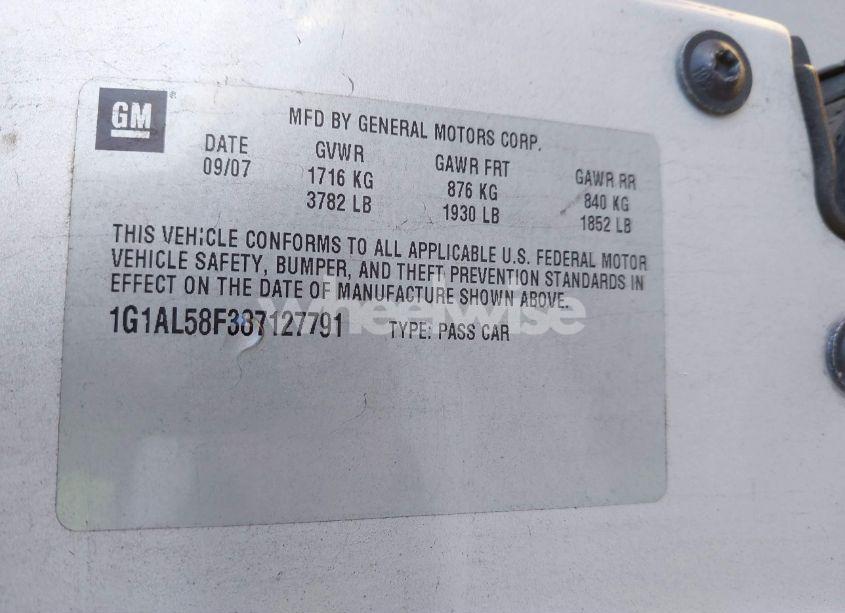 GM ®
MFD BY GENERAL MOTORS CORP.
DATE GVWR GAWR FRT GAWR RR
09/07 1716 KG 876 KG 840 KG
3782 LB 1930 LB 1852 LB
THIS VEHICLE CONFORMS TO ALL APPLICABLE U.S. FEDERAL MOTOR
VEHICLE SAFETY, BUMPER, AND THEFT PREVENTION STANDARDS IN
EFFECT ON THE DATE OF MANUFACTURE SHOWN ABOVE.
1G1AL58F387127791 TYPE: PASS CAR
wheelwise